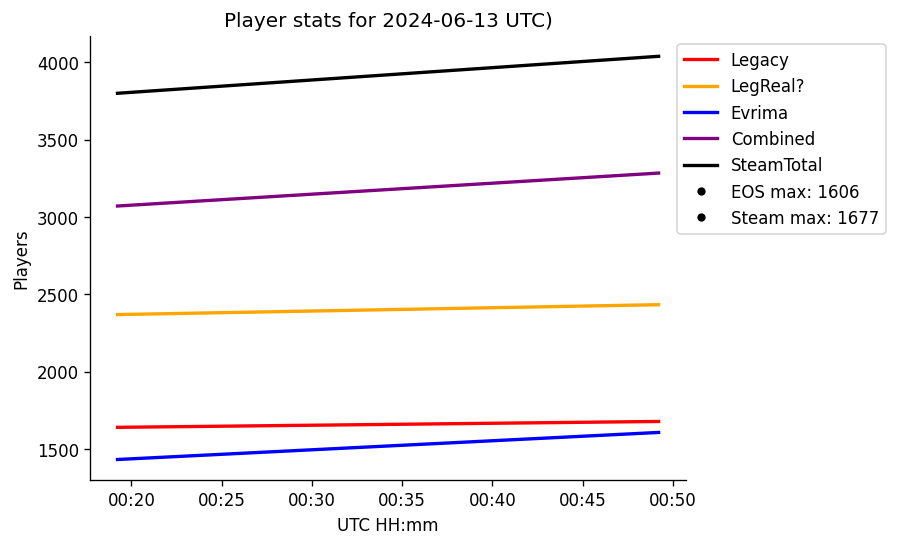 Player stats for 2024-06-13 UTC)
Players
4000
3500
3000
2500
2000
1500
00:20 00:25 00:30 00:35 00:40 00:45 00:50
UTC HH:mm
Legacy
LegReal?
Evrima
Combined
SteamTotal
EOS max: 1606
Steam max: 1677